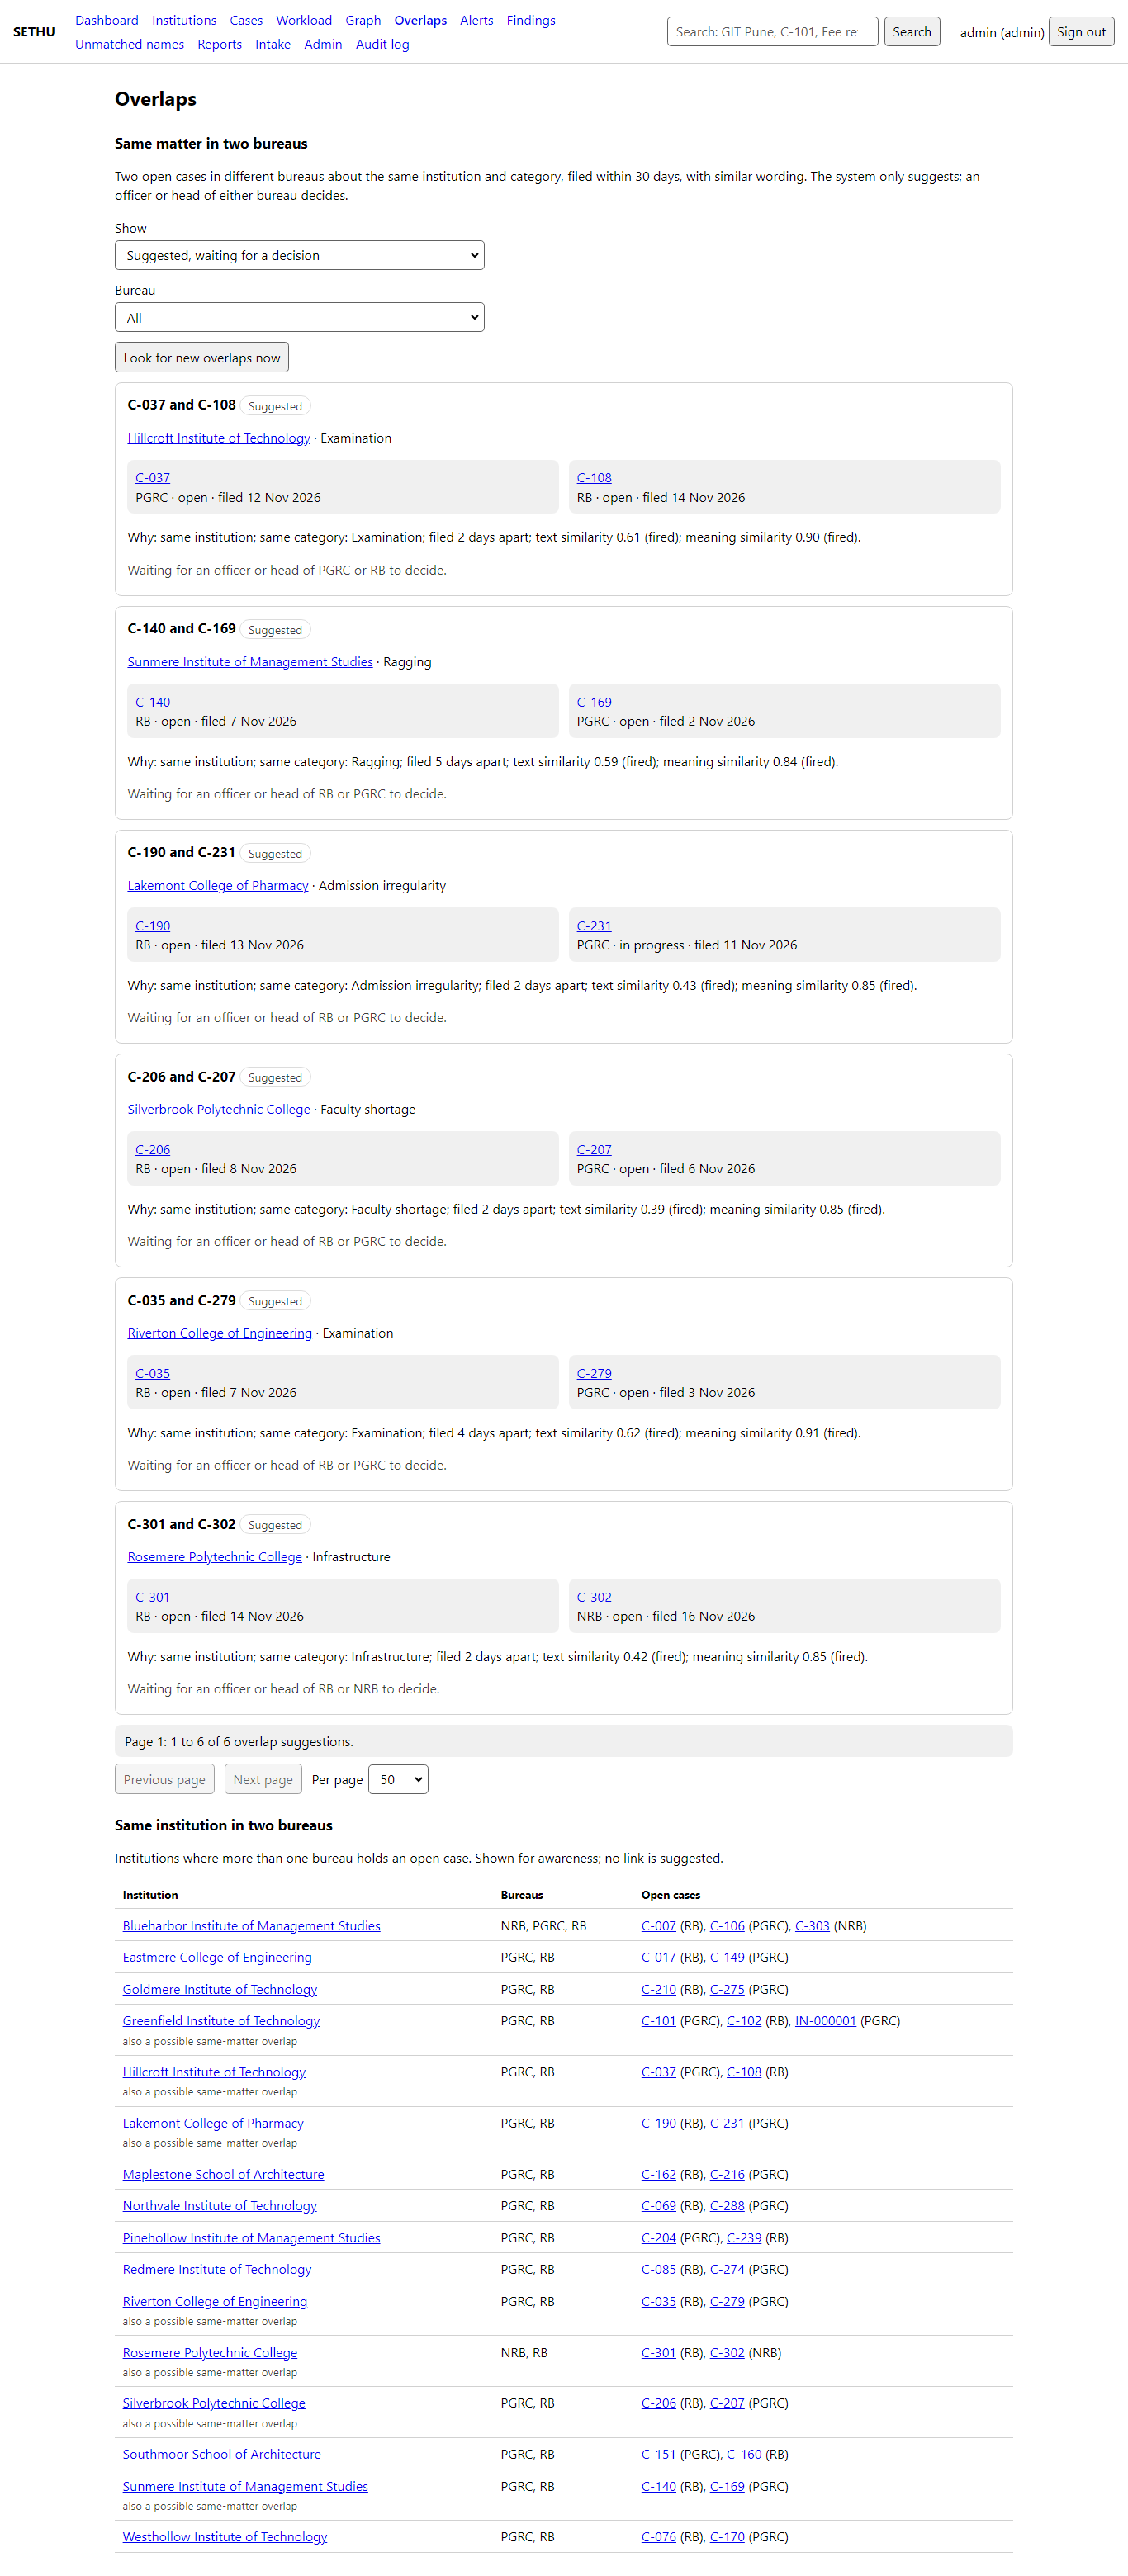 SETHU
Dashboard Institutions Cases Workload Graph Overlaps Alerts Findings
Unmatched names Reports Intake Admin Audit log
Search: GIT Pune, C-101, Fee re
Search
admin (admin)
Sign out
Overlaps
Same matter in two bureaus
Two open cases in different bureaus about the same institution and category, filed within 30 days, with similar wording. The system only suggests; an
officer or head of either bureau decides.
Show
Suggested, waiting for a decision
Bureau
All
Look for new overlaps now
C-037 and C-108 Suggested
Hillcroft Institute of Technology · Examination
C-037
PGRC · open · filed 12 Nov 2026
C-108
RB · open · filed 14 Nov 2026
Why: same institution; same category: Examination; filed 2 days apart; text similarity 0.61 (fired); meaning similarity 0.90 (fired).
Waiting for an officer or head of PGRC or RB to decide.
C-140 and C-169 Suggested
Sunmere Institute of Management Studies · Ragging
C-140
RB · open · filed 7 Nov 2026
C-169
PGRC · open · filed 2 Nov 2026
Why: same institution; same category: Ragging; filed 5 days apart; text similarity 0.59 (fired); meaning similarity 0.84 (fired).
Waiting for an officer or head of RB or PGRC to decide.
C-190 and C-231 Suggested
Lakemont College of Pharmacy · Admission irregularity
C-190
RB · open · filed 13 Nov 2026
C-231
PGRC · in progress · filed 11 Nov 2026
Why: same institution; same category: Admission irregularity; filed 2 days apart; text similarity 0.43 (fired); meaning similarity 0.85 (fired).
Waiting for an officer or head of RB or PGRC to decide.
C-206 and C-207 Suggested
Silverbrook Polytechnic College · Faculty shortage
C-206
RB · open · filed 8 Nov 2026
C-207
PGRC · open · filed 6 Nov 2026
Why: same institution; same category: Faculty shortage; filed 2 days apart; text similarity 0.39 (fired); meaning similarity 0.85 (fired).
Waiting for an officer or head of RB or PGRC to decide.
C-035 and C-279 Suggested
Riverton College of Engineering · Examination
C-035
RB · open · filed 7 Nov 2026
C-279
PGRC · open · filed 3 Nov 2026
Why: same institution; same category: Examination; filed 4 days apart; text similarity 0.62 (fired); meaning similarity 0.91 (fired).
Waiting for an officer or head of RB or PGRC to decide.
C-301 and C-302 Suggested
Rosemere Polytechnic College · Infrastructure
C-301
RB · open · filed 14 Nov 2026
C-302
NRB · open · filed 16 Nov 2026
Why: same institution; same category: Infrastructure; filed 2 days apart; text similarity 0.42 (fired); meaning similarity 0.85 (fired).
Waiting for an officer or head of RB or NRB to decide.
Page 1: 1 to 6 of 6 overlap suggestions.
Previous page Next page Per page 50
Same institution in two bureaus
Institutions where more than one bureau holds an open case. Shown for awareness; no link is suggested.
Institution Bureaus Open cases
Blueharbor Institute of Management Studies NRB, PGRC, RB C-007 (RB), C-106 (PGRC), C-303 (NRB)
Eastmere College of Engineering PGRC, RB C-017 (RB), C-149 (PGRC)
Goldmere Institute of Technology PGRC, RB C-210 (RB), C-275 (PGRC)
Greenfield Institute of Technology PGRC, RB C-101 (PGRC), C-102 (RB), IN-000001 (PGRC)
also a possible same-matter overlap
Hillcroft Institute of Technology PGRC, RB C-037 (PGRC), C-108 (RB)
also a possible same-matter overlap
Lakemont College of Pharmacy PGRC, RB C-190 (RB), C-231 (PGRC)
also a possible same-matter overlap
Maplestone School of Architecture PGRC, RB C-162 (RB), C-216 (PGRC)
Northvale Institute of Technology PGRC, RB C-069 (RB), C-288 (PGRC)
Pinehollow Institute of Management Studies PGRC, RB C-204 (PGRC), C-239 (RB)
Redmere Institute of Technology PGRC, RB C-085 (RB), C-274 (PGRC)
Riverton College of Engineering PGRC, RB C-035 (RB), C-279 (PGRC)
also a possible same-matter overlap
Rosemere Polytechnic College NRB, RB C-301 (RB), C-302 (NRB)
also a possible same-matter overlap
Silverbrook Polytechnic College PGRC, RB C-206 (RB), C-207 (PGRC)
also a possible same-matter overlap
Southmoor School of Architecture PGRC, RB C-151 (PGRC), C-160 (RB)
Sunmere Institute of Management Studies PGRC, RB C-140 (RB), C-169 (PGRC)
also a possible same-matter overlap
Westhollow Institute of Technology PGRC, RB C-076 (RB), C-170 (PGRC)